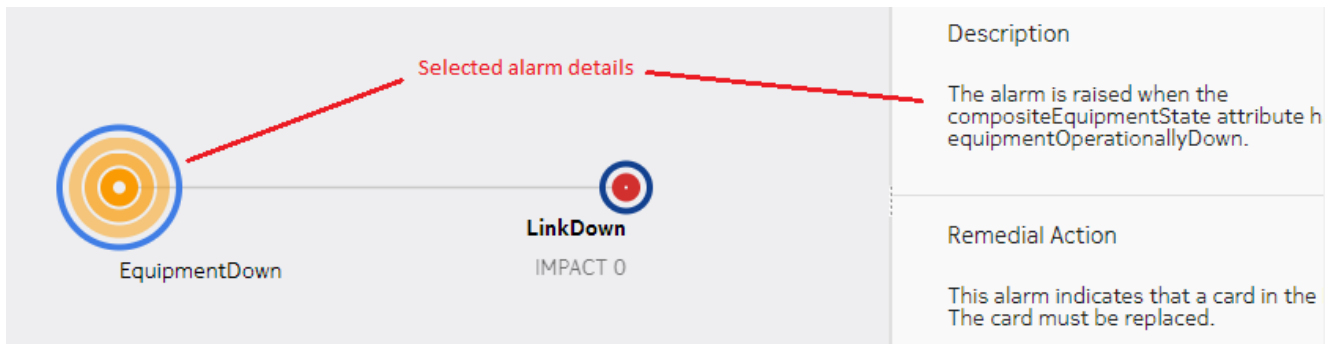 Selected alarm details
EquipmentDown
LinkDown
IMPACT 0
Description
The alarm is raised when the
compositeEquipmentState attribute h
equipmentOperationallyDown.
Remedial Action
This alarm indicates that a card in the
The card must be replaced.